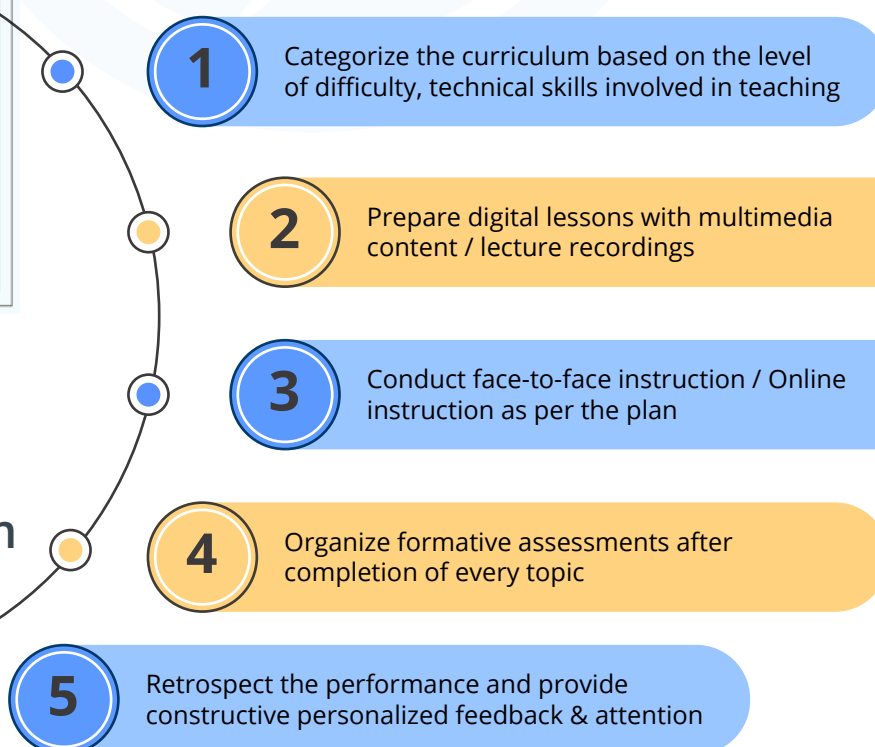 1
Categorize the curriculum based on the level
of difficulty, technical skills involved in teaching
2
Prepare digital lessons with multimedia
content / lecture recordings
3
Conduct face-to-face instruction / Online
instruction as per the plan
4
Organize formative assessments after
completion of every topic
5
Retrospect the performance and provide
constructive personalized feedback & attention